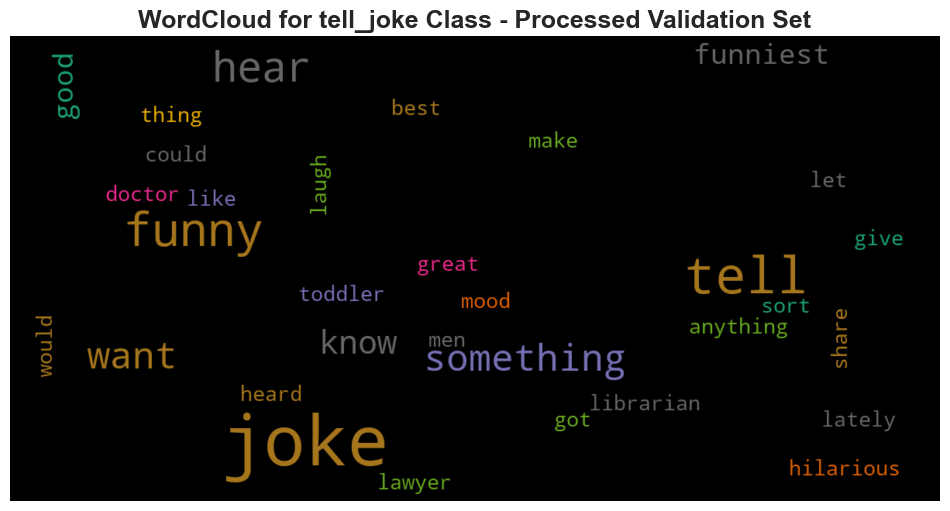 WordCloud for tell_joke Class - Processed Validation Set
good
hear
funniest
thing
best
could
make
laugh
let
doctor
like
funny
give
great
tell
toddler
mood
sort
anything
share
would
want
know
men
something
heard
librarian
joke
got
lately
lawyer
hilarious